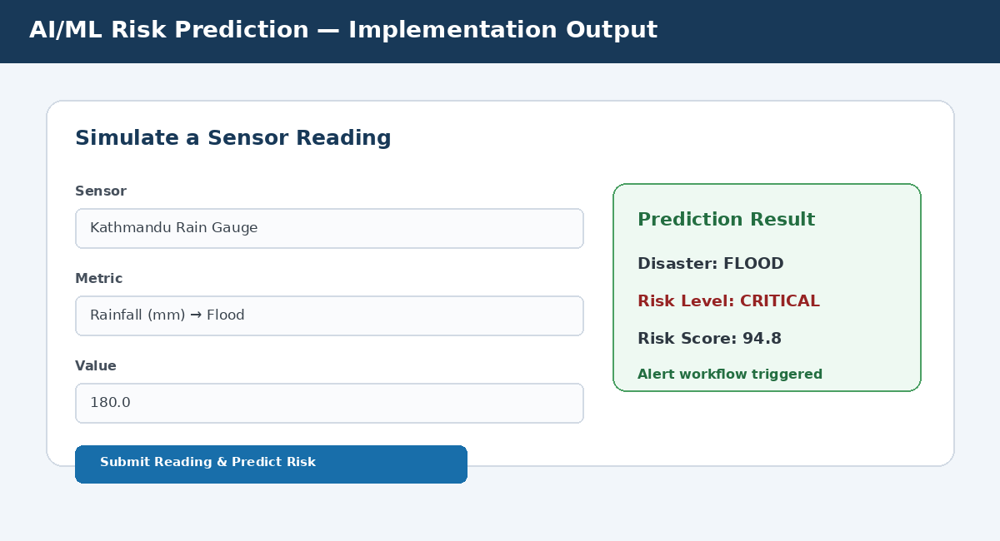 AI/ML Risk Prediction — Implementation Output
Simulate a Sensor Reading
Sensor
Kathmandu Rain Gauge
Metric
Rainfall (mm) → Flood
Value
180.0
Submit Reading & Predict Risk
Prediction Result
Disaster: FLOOD
Risk Level: CRITICAL
Risk Score: 94.8
Alert workflow triggered